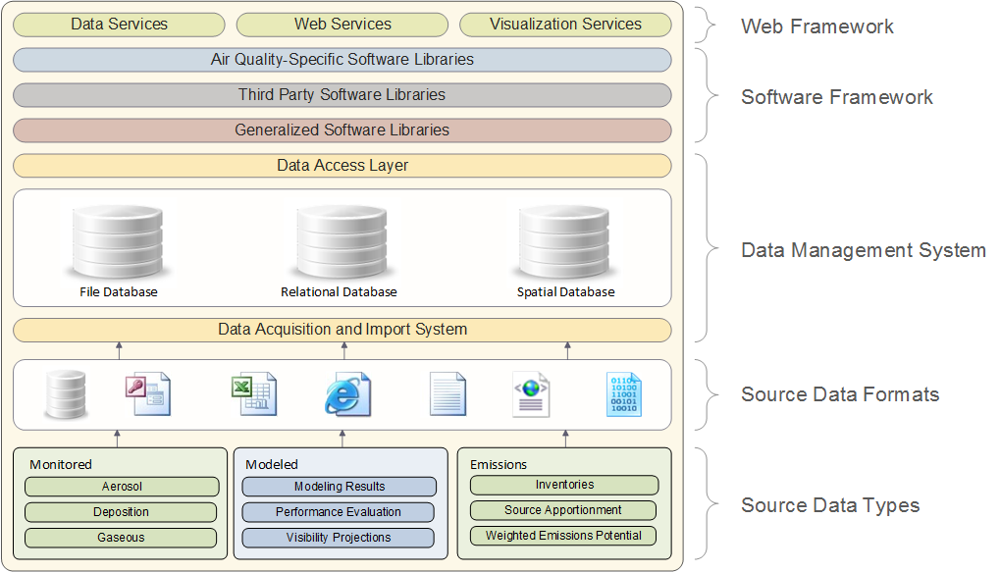 Data Services
Web Services
Visualization Services
Web Framework
Air Quality-Specific Software Libraries
Third Party Software Libraries
Software Framework
Generalized Software Libraries
Data Access Layer
File Database
Relational Database
Spatial Database
Data Management System
Data Acquisition and Import System
01101
10100
11001
00101
10010
Source Data Formats
Monitored
Aerosol
Deposition
Gaseous
Modeled
Modeling Results
Performance Evaluation
Visibility Projections
Emissions
Inventories
Source Apportionment
Weighted Emissions Potential
Source Data Types